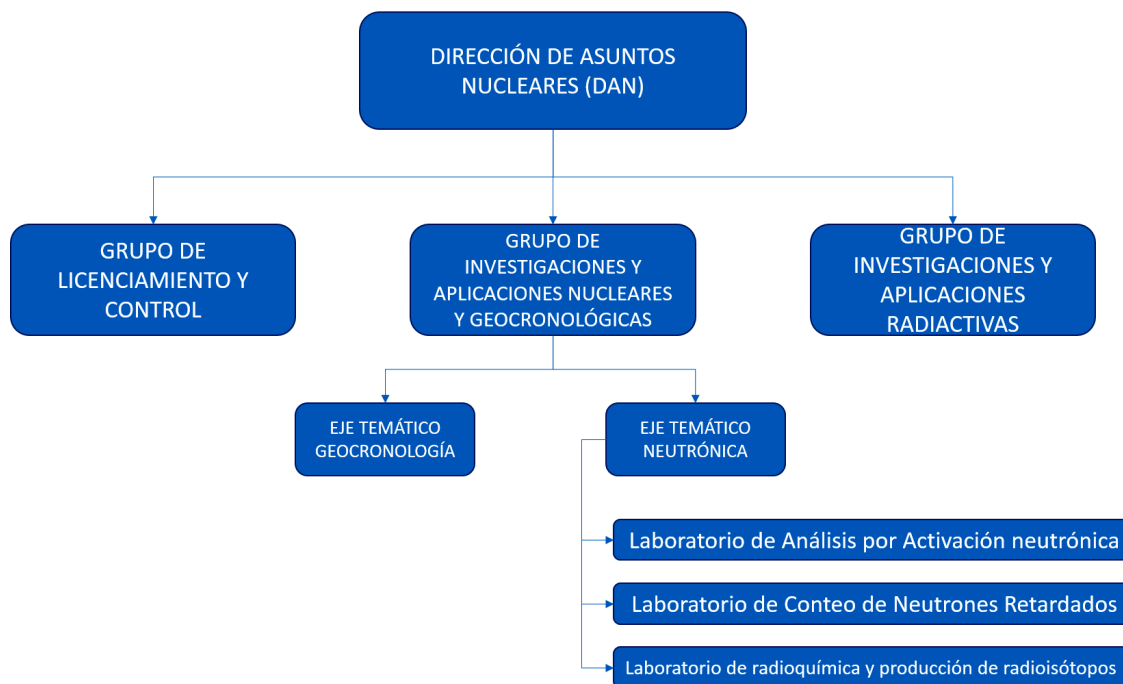 DIRECCIÓN DE ASUNTOS
NUCLEARES (DAN)
GRUPO DE
LICENCIAMIENTO Y
CONTROL
GRUPO DE
INVESTIGACIONES Y
APLICACIONES NUCLEARES
Y GEOCRONOLÓGICAS
GRUPO DE
INVESTIGACIONES Y
APLICACIONES
RADIACTIVAS
EJE TEMÁTICO
GEOCRONOLOGÍA
EJE TEMÁTICO
NEUTRÓNICA
Laboratorio de Análisis por Activación neutrónica
Laboratorio de Conteo de Neutrones Retardados
Laboratorio de radioquímica y producción de radioisótopos